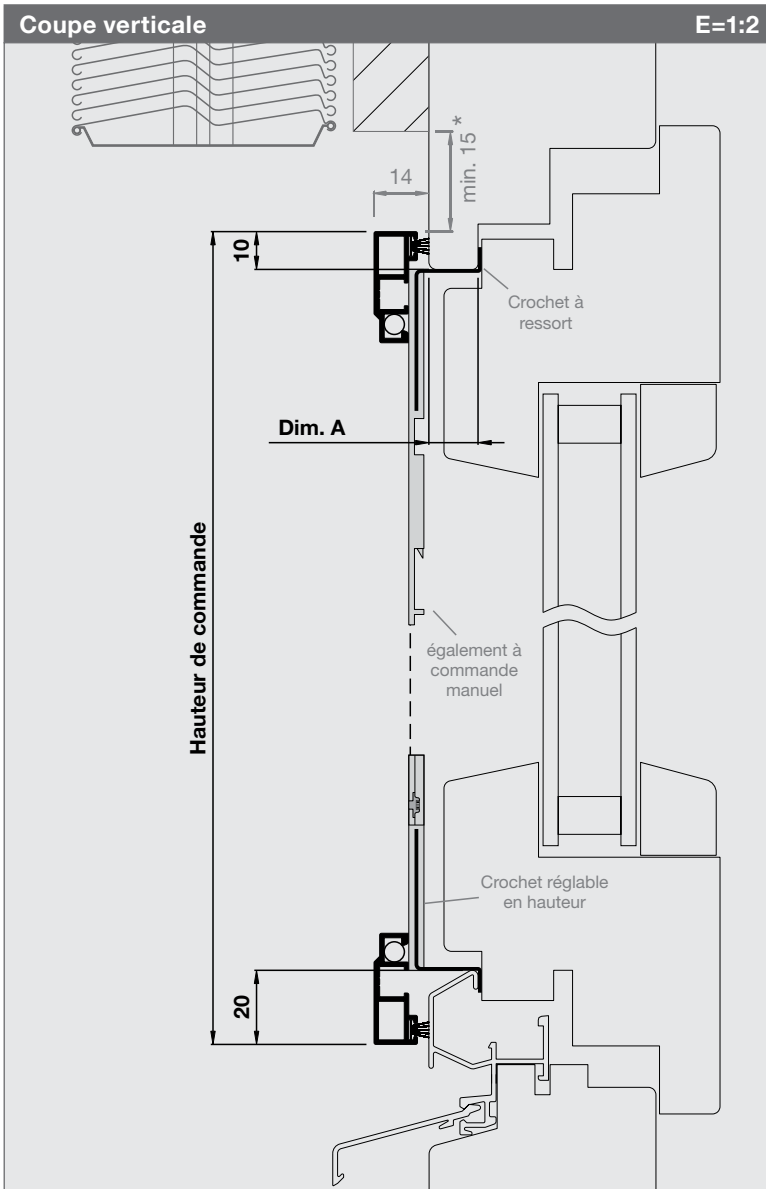 Coupe verticale E=1:2
min. 15*
14
10
Crochet à
ressort
Dim. A
Hauteur de commande
également à
commande
manuel
Crochet réglable
en hauteur
20